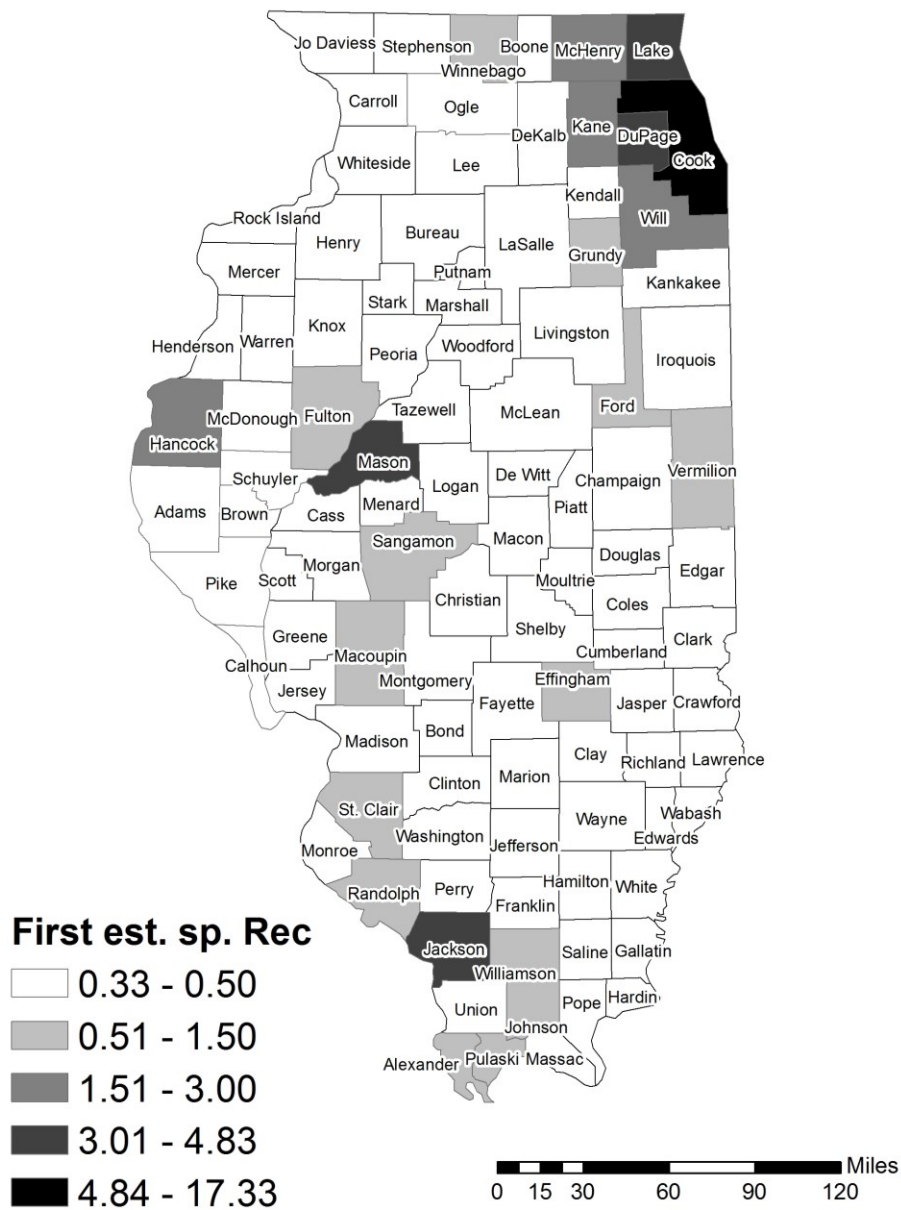 Jo Daviess
Stephenson
Winnebago
Boone
McHenry
Lake
Carroll
Ogle
DeKalb
Kane
DuPage
Cook
Whiteside
Lee
Kendall
Will
Rock Island
Henry
Bureau
LaSalle
Grundy
Mercer
Putnam
Kankakee
Stark
Marshall
Henderson
Warren
Knox
Peoria
Woodford
Livingston
Iroquois
Hancock
McDonough
Fulton
Tazewell
McLean
Ford
Mason
Schuyler
Logan
De Witt
Champaign
Vermilion
Adams
Brown
Cass
Menard
Piatt
Sangamon
Macon
Pike
Scott
Morgan
Moultrie
Douglas
Edgar
Christian
Coles
Greene
Shelby
Clark
Calhoun
Macoupin
Cumberland
Jersey
Montgomery
Effingham
Fayette
Jasper
Crawford
Madison
Bond
Clay
Richland
Lawrence
Clinton
Marion
St. Clair
Wayne
Wabash
Washington
Jefferson
Edwards
Monroe
Randolph
Perry
Hamilton
White
Franklin
Jackson
Williamson
Saline
Gallatin
Union
Johnson
Pope
Hardin
Alexander
Pulaski
Massac
First est. sp. Rec
0.33 - 0.50
0.51 - 1.50
1.51 - 3.00
3.01 - 4.83
4.84 - 17.33
Miles
0 15 30 60 90 120